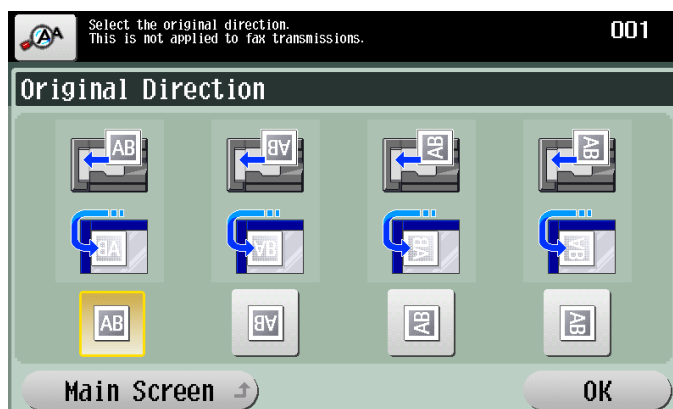 Select the original direction.
This is not applied to fax transmissions.
001
Original Direction
AB AB AB AB
AB AB AB AB
AB AB AB AB
Main Screen
OK